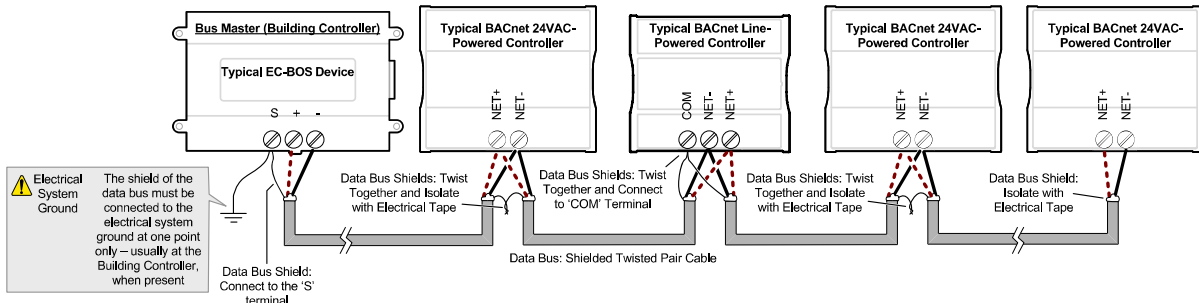 Bus Master (Building Controller)
Typical EC-BOS Device
S + -
Typical BACnet 24VAC-
Powered Controller
NET+
NET-
Typical BACnet Line-
Powered Controller
COM
NET-
NET+
Typical BACnet 24VAC-
Powered Controller
NET+
NET-
Typical BACnet 24VAC-
Powered Controller
NET+
NET-
Electrical
System
Ground
The shield of the
data bus must be
connected to the
electrical system
ground at one point
only – usually at the
Building Controller,
when present
Data Bus Shield:
Connect to the 'S'
terminal
Data Bus Shields: Twist
Together and Isolate
with Electrical Tape
Data Bus Shields: Twist
Together and Connect
to 'COM' Terminal
Data Bus Shields: Twist
Together and Isolate
with Electrical Tape
Data Bus Shield:
Isolate with
Electrical Tape
Data Bus: Shielded Twisted Pair Cable